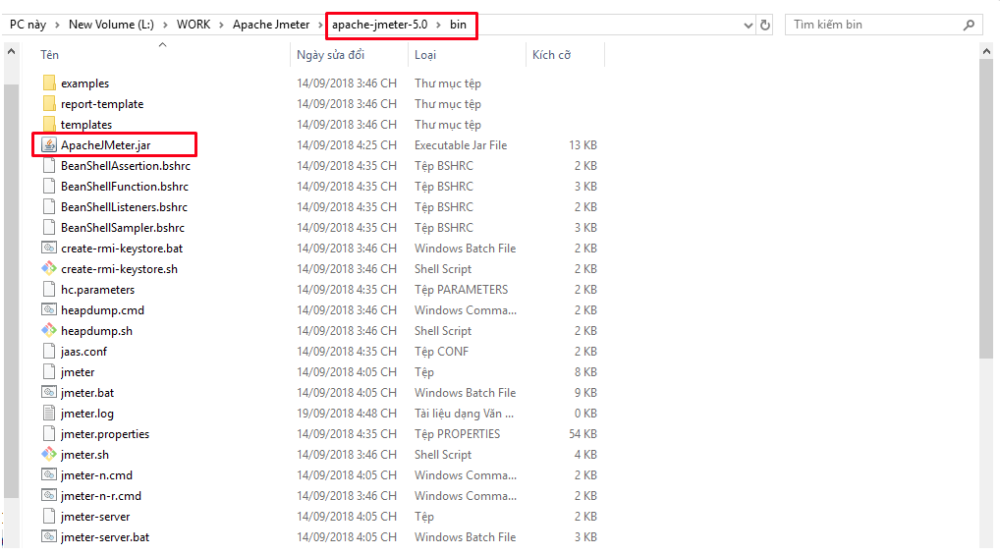 PC này > New Volume (L:) > WORK > Apache Jmeter > apache-jmeter-5.0 > bin Tìm kiếm bin
Tên Ngày sửa đổi Loại Kích cỡ
examples 14/09/2018 3:46 CH Thư mục tệp
report-template 14/09/2018 3:46 CH Thư mục tệp
templates 14/09/2018 3:46 CH Thư mục tệp
ApacheJMeter.jar 14/09/2018 4:25 CH Executable Jar File 13 KB
BeanShellAssertion.bshrc 14/09/2018 4:35 CH Tệp BSHRC 2 KB
BeanShellFunction.bshrc 14/09/2018 4:35 CH Tệp BSHRC 3 KB
BeanShellListeners.bshrc 14/09/2018 4:35 CH Tệp BSHRC 2 KB
BeanShellSampler.bshrc 14/09/2018 4:35 CH Tệp BSHRC 3 KB
create-rmi-keystore.bat 14/09/2018 3:46 CH Windows Batch File 2 KB
create-rmi-keystore.sh 14/09/2018 3:46 CH Shell Script 2 KB
hc.parameters 14/09/2018 4:35 CH Tệp PARAMETERS 2 KB
heapdump.cmd 14/09/2018 3:46 CH Windows Comma... 2 KB
heapdump.sh 14/09/2018 3:46 CH Shell Script 2 KB
jaas.conf 14/09/2018 4:35 CH Tệp CONF 2 KB
jmeter 14/09/2018 4:05 CH Tệp 8 KB
jmeter.bat 14/09/2018 4:05 CH Windows Batch File 9 KB
jmeter.log 19/09/2018 4:48 CH Tài liệu dạng Văn ... 0 KB
jmeter.properties 14/09/2018 4:35 CH Tệp PROPERTIES 54 KB
jmeter.sh 14/09/2018 3:46 CH Shell Script 4 KB
jmeter-n.cmd 14/09/2018 4:05 CH Windows Comma... 2 KB
jmeter-n-r.cmd 14/09/2018 3:46 CH Windows Comma... 2 KB
jmeter-server 14/09/2018 4:05 CH Tệp 2 KB
jmeter-server.bat 14/09/2018 4:05 CH Windows Batch File 3 KB